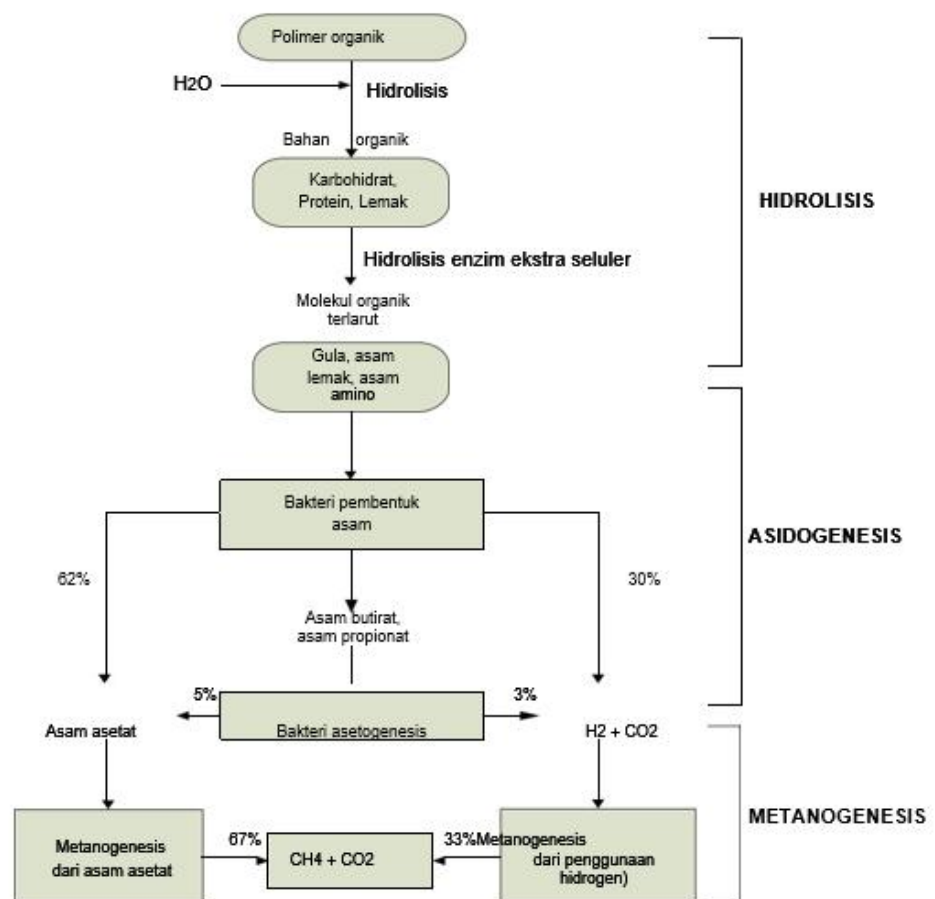 Polimer organik
H2O
Hidrolisis
Bahan organik
Karbohidrat,
Protein, Lemak
HIDROLISIS
Hidrolisis enzim ekstra seluler
Molekul organik
terlarut
Gula, asam
lemak, asam
amino
Bakteri pembentuk
asam
ASIDOGENESIS
62%
30%
Asam butirat,
asam propionat
5%
3%
Asam asetat
Bakteri asetogenesis
H2 + CO2
METANOGENESIS
Metanogenesis
dari asam asetat
67%
CH4 + CO2
33%Metanogenesis
dari penggunaan
hidrogen)